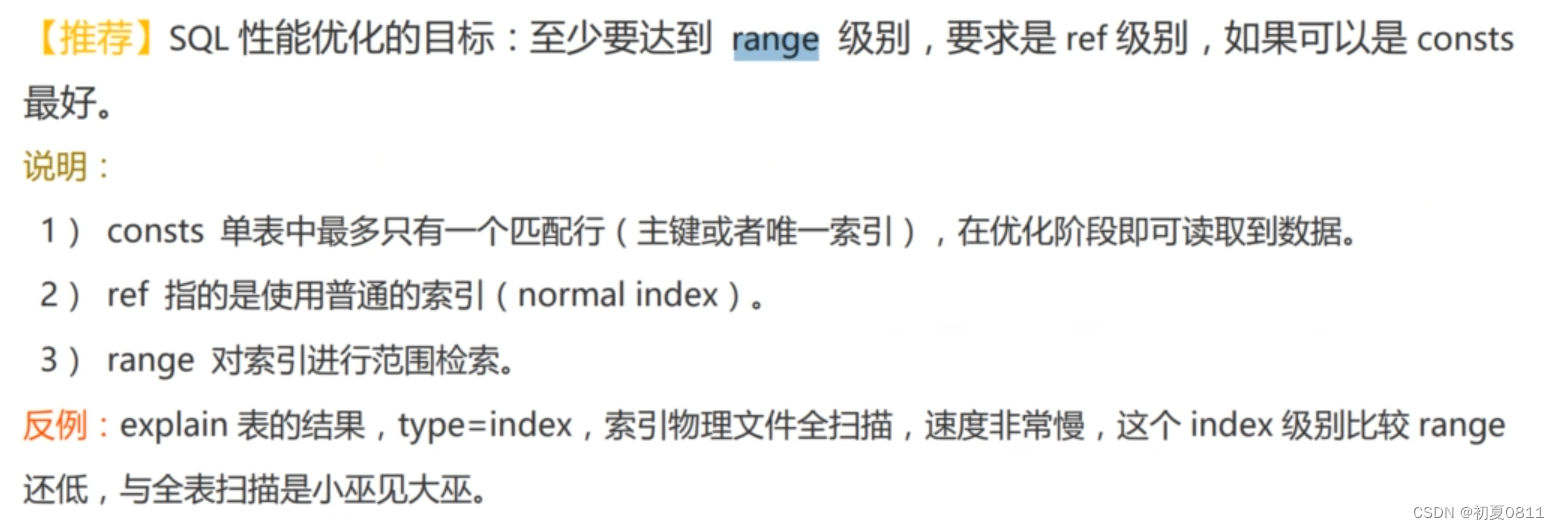 【推荐】SQL 性能优化的目标：至少要达到 range 级别，要求是 ref 级别，如果可以是 consts
最好。
说明：
1） consts 单表中最多只有一个匹配行（主键或者唯一索引），在优化阶段即可读取到数据。
2） ref 指的是使用普通的索引（normal index）。
3） range 对索引进行范围检索。
反例：explain 表的结果，type=index，索引物理文件全扫描，速度非常慢，这个 index 级别比较 range
还低，与全表扫描是小巫见大巫。
CSDN @初夏0811